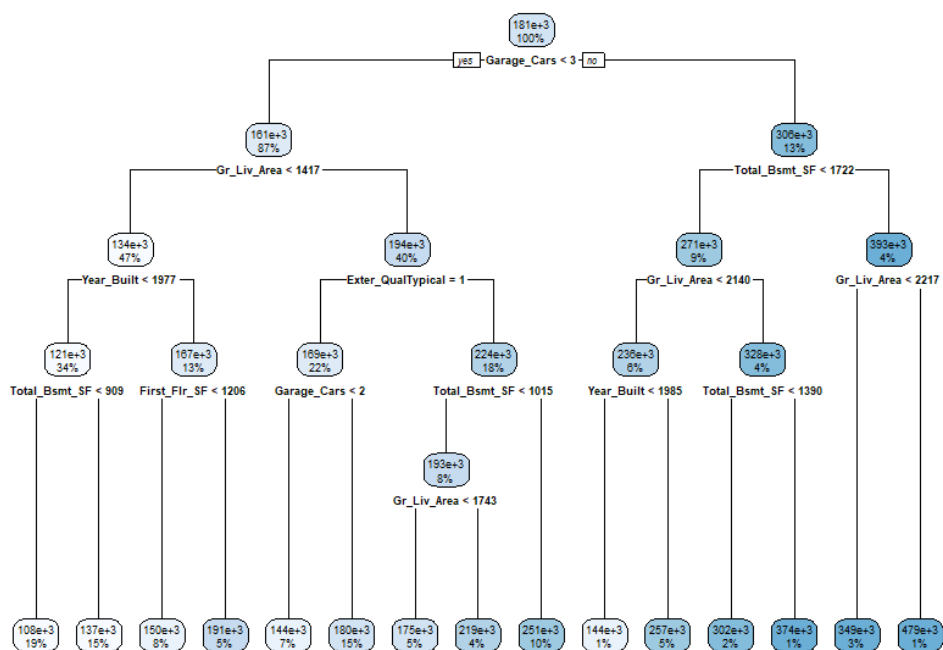 181e+3
100%
yes Garage_Cars < 3 no
161e+3 306e+3
87% 13%
Gr_Liv_Area < 1417 Total_Bsmt_SF < 1722
134e+3 194e+3 271e+3 393e+3
47% 40% 9% 4%
Year_Built < 1977 Exter_QualTypical = 1 Gr_Liv_Area < 2140 Gr_Liv_Area < 2217
121e+3 167e+3 169e+3 224e+3 236e+3 328e+3
34% 13% 22% 18% 6% 4%
Total_Bsmt_SF < 909 First_Flr_SF < 1206 Garage_Cars < 2 Total_Bsmt_SF < 1015 Year_Built < 1985 Total_Bsmt_SF < 1390
193e+3
8%
Gr_Liv_Area < 1743
108e+3 137e+3 150e+3 191e+3 144e+3 180e+3 175e+3 219e+3 251e+3 144e+3 257e+3 302e+3 374e+3 349e+3 479e+3
19% 15% 8% 5% 7% 15% 5% 4% 10% 1% 5% 2% 1% 3% 1%